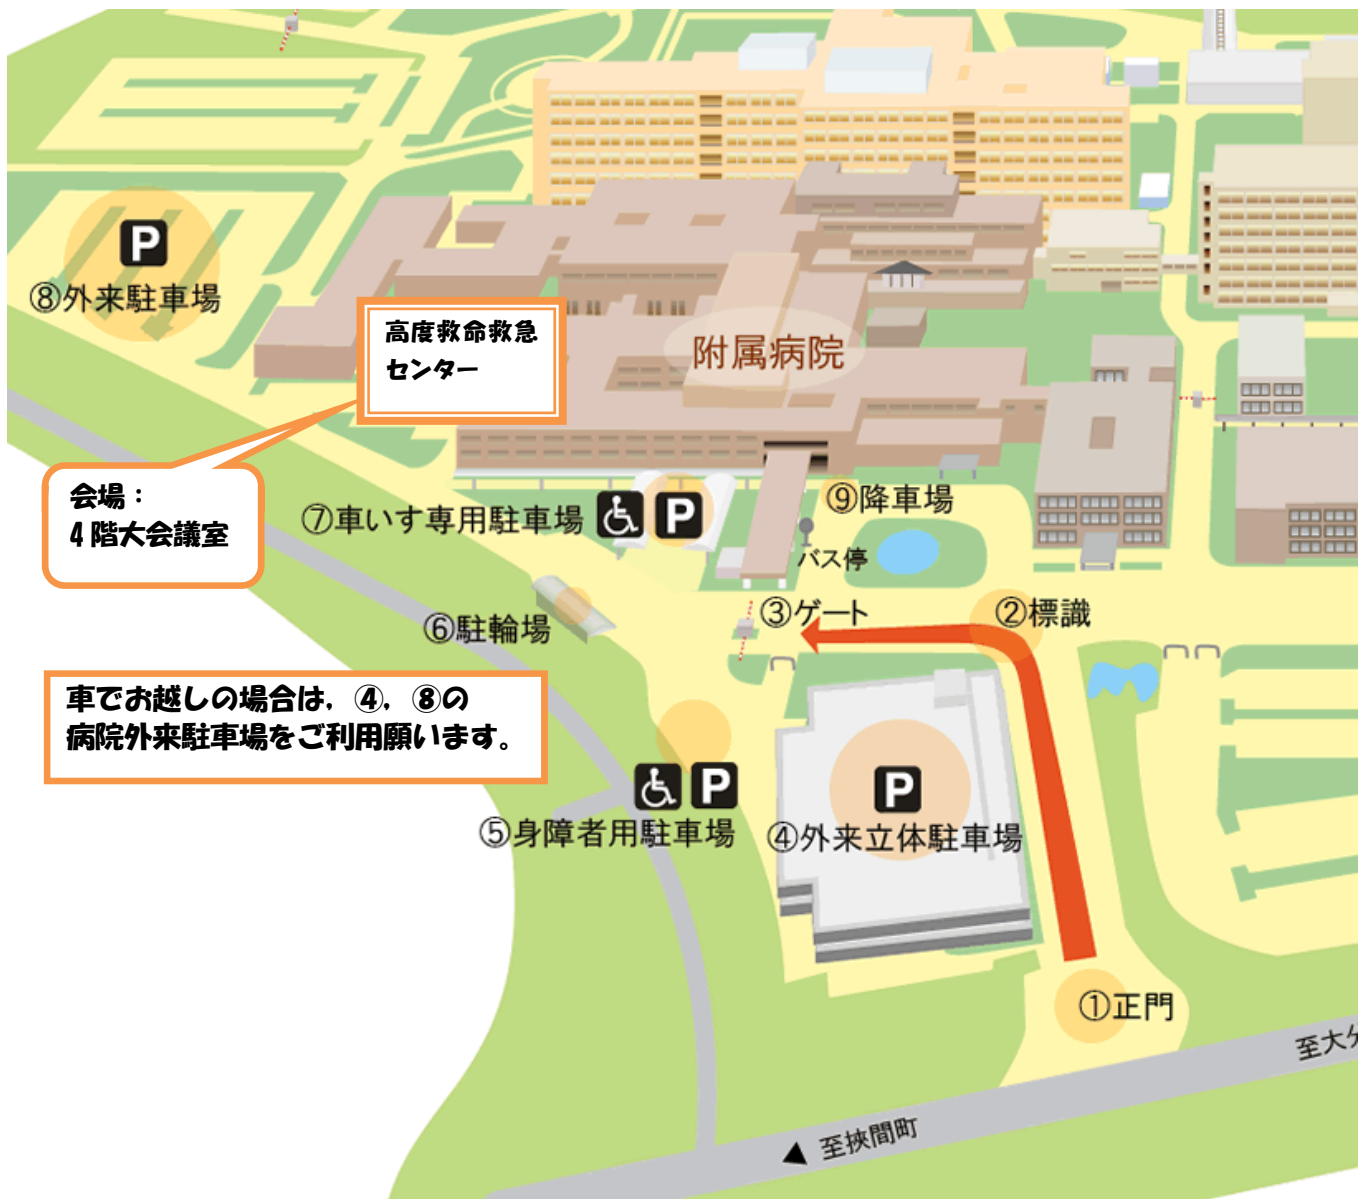 P
⑧外来駐車場
高度救命救急
センター
附属病院
会場：
4階大会議室
⑦車いす専用駐車場
P
⑨降車場
バス停
③ゲート
②標識
⑥駐輪場
車でお越しの場合は，④，⑧の
病院外来駐車場をご利用願います。
P
⑤身障者用駐車場
P
④外来立体駐車場
①正門
至大分
▲ 至挾間町